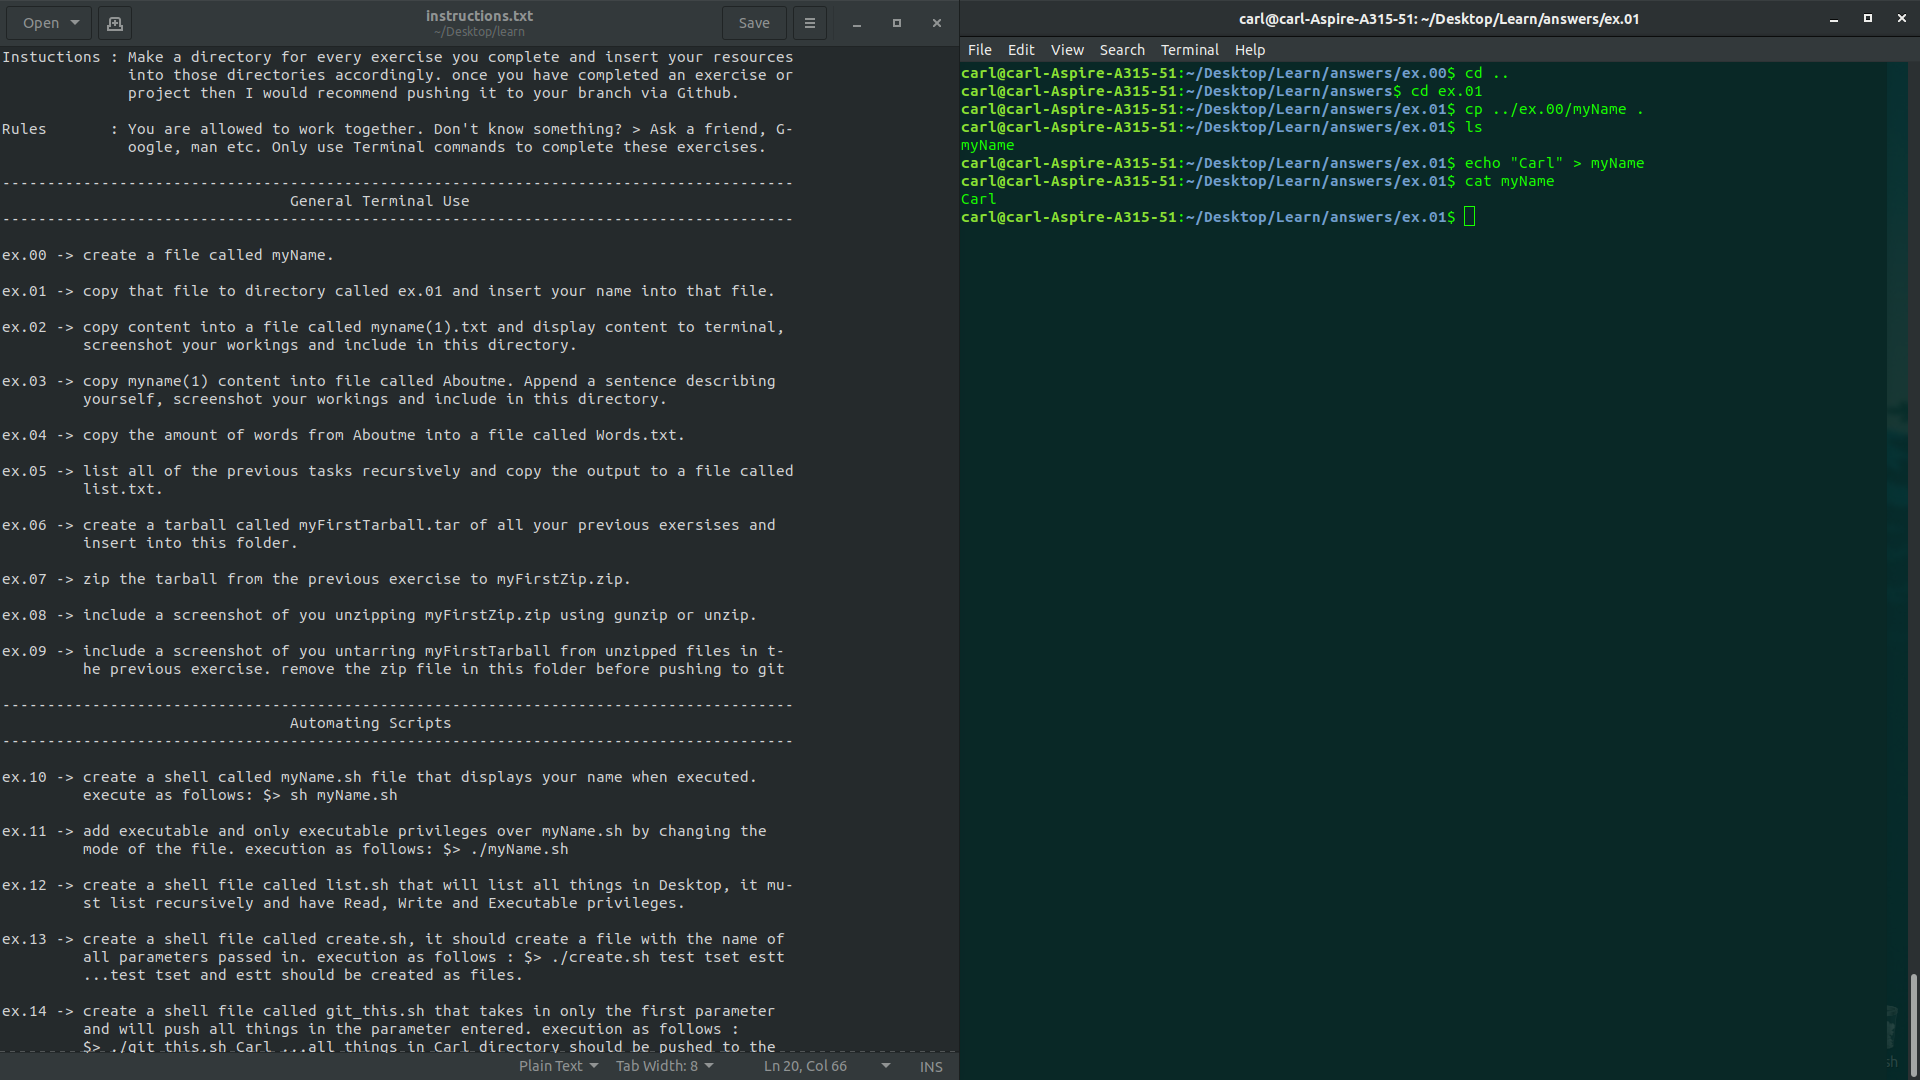 Open
instructions.txt
~/Desktop/learn
Save
Instuctions : Make a directory for every exercise you complete and insert your resources
into those directories accordingly. once you have completed an exercise or
project then I would recommend pushing it to your branch via Github.
Rules : You are allowed to work together. Don't know something? > Ask a friend, G-
oogle, man etc. Only use Terminal commands to complete these exercises.
----------------------------------------------------------------------------------------
General Terminal Use
----------------------------------------------------------------------------------------
ex.00 -> create a file called myName.
ex.01 -> copy that file to directory called ex.01 and insert your name into that file.
ex.02 -> copy content into a file called myname(1).txt and display content to terminal,
screenshot your workings and include in this directory.
ex.03 -> copy myname(1) content into file called Aboutme. Append a sentence describing
yourself, screenshot your workings and include in this directory.
ex.04 -> copy the amount of words from Aboutme into a file called Words.txt.
ex.05 -> list all of the previous tasks recursively and copy the output to a file called
list.txt.
ex.06 -> create a tarball called myFirstTarball.tar of all your previous exersises and
insert into this folder.
ex.07 -> zip the tarball from the previous exercise to myFirstZip.zip.
ex.08 -> include a screenshot of you unzipping myFirstZip.zip using gunzip or unzip.
ex.09 -> include a screenshot of you untarring myFirstTarball from unzipped files in t-
he previous exercise. remove the zip file in this folder before pushing to git
----------------------------------------------------------------------------------------
Automating Scripts
----------------------------------------------------------------------------------------
ex.10 -> create a shell called myName.sh file that displays your name when executed.
execute as follows: $> sh myName.sh
ex.11 -> add executable and only executable privileges over myName.sh by changing the
mode of the file. execution as follows: $> ./myName.sh
ex.12 -> create a shell file called list.sh that will list all things in Desktop, it mu-
st list recursively and have Read, Write and Executable privileges.
ex.13 -> create a shell file called create.sh, it should create a file with the name of
all parameters passed in. execution as follows : $> ./create.sh test tset estt
...test tset and estt should be created as files.
ex.14 -> create a shell file called git_this.sh that takes in only the first parameter
and will push all things in the parameter entered. execution as follows :
$> ./git_this.sh Carl ...all things in Carl directory should be pushed to the
Plain Text Tab Width: 8 Ln 20, Col 66 INS
carl@carl-Aspire-A315-51: ~/Desktop/Learn/answers/ex.01
File Edit View Search Terminal Help
carl@carl-Aspire-A315-51:~/Desktop/Learn/answers/ex.00$ cd ..
carl@carl-Aspire-A315-51:~/Desktop/Learn/answers$ cd ex.01
carl@carl-Aspire-A315-51:~/Desktop/Learn/answers/ex.01$ cp ../ex.00/myName .
carl@carl-Aspire-A315-51:~/Desktop/Learn/answers/ex.01$ ls
myName
carl@carl-Aspire-A315-51:~/Desktop/Learn/answers/ex.01$ echo "Carl" > myName
carl@carl-Aspire-A315-51:~/Desktop/Learn/answers/ex.01$ cat myName
Carl
carl@carl-Aspire-A315-51:~/Desktop/Learn/answers/ex.01$